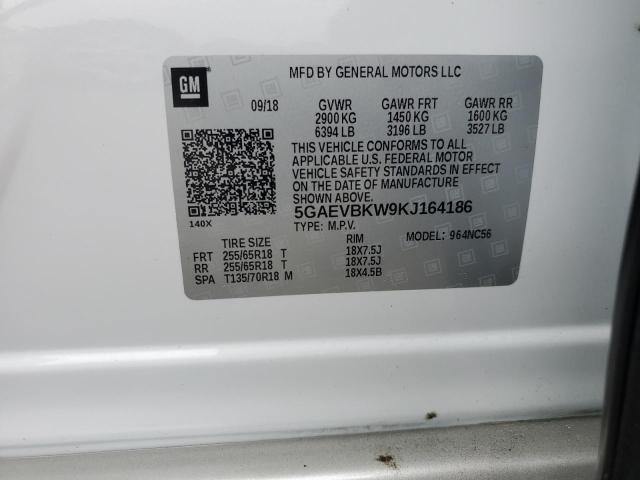 GM
MFD BY GENERAL MOTORS LLC
09/18 GVWR GAWR FRT GAWR RR
2900 KG 1450 KG 1600 KG
6394 LB 3196 LB 3527 LB
THIS VEHICLE CONFORMS TO ALL
APPLICABLE U.S. FEDERAL MOTOR
VEHICLE SAFETY STANDARDS IN
EFFECT ON THE DATE OF MANUFACTURE
SHOWN ABOVE.
140X
5GAEVBKW9KJ164186
TYPE: M.P.V. MODEL: 964NC56
TIRE SIZE RIM
FRT 255/65R18 T 18X7.5J
RR 255/65R18 T 18X7.5J
SPA T135/70R18 M 18X4.5B